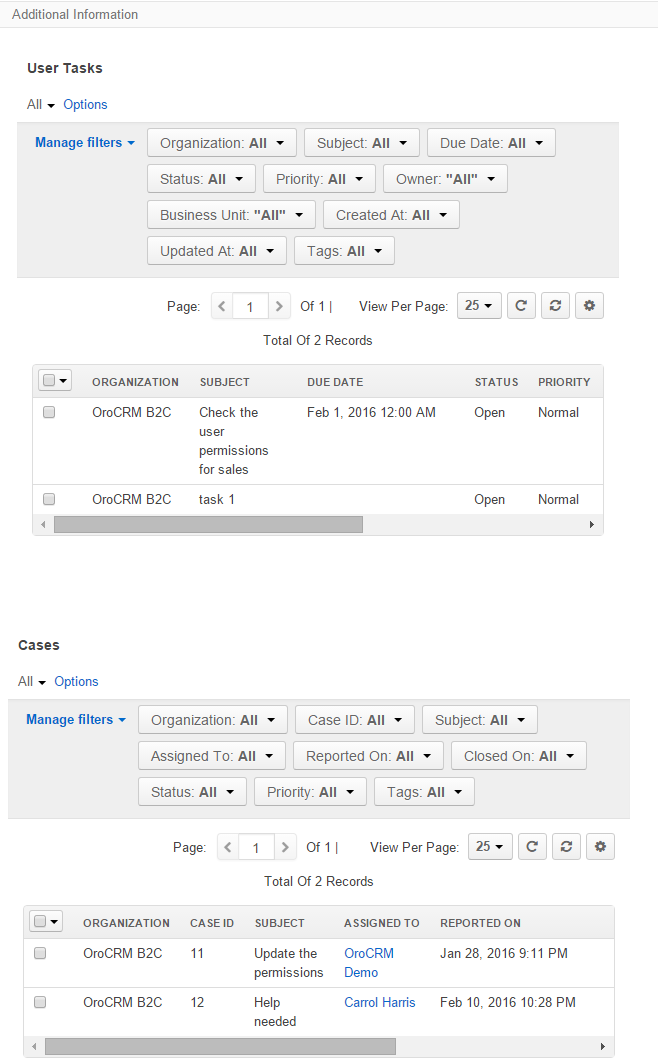 Additional Information
User Tasks
All Options
Manage filters Organization: All Subject: All Due Date: All
Status: All Priority: All Owner: "All"
Business Unit: "All" Created At: All
Updated At: All Tags: All
Page: 1 Of 1 | View Per Page: 25
Total Of 2 Records
ORGANIZATION SUBJECT DUE DATE STATUS PRIORITY
OroCRM B2C Check the Feb 1, 2016 12:00 AM Open Normal
user
permissions
for sales
OroCRM B2C task 1 Open Normal
Cases
All Options
Manage filters Organization: All Case ID: All Subject: All
Assigned To: All Reported On: All Closed On: All
Status: All Priority: All Tags: All
Page: 1 Of 1 | View Per Page: 25
Total Of 2 Records
ORGANIZATION CASE ID SUBJECT ASSIGNED TO REPORTED ON
OroCRM B2C 11 Update the OroCRM Jan 28, 2016 9:11 PM
permissions Demo
OroCRM B2C 12 Help Carrol Harris Feb 10, 2016 10:28 PM
needed